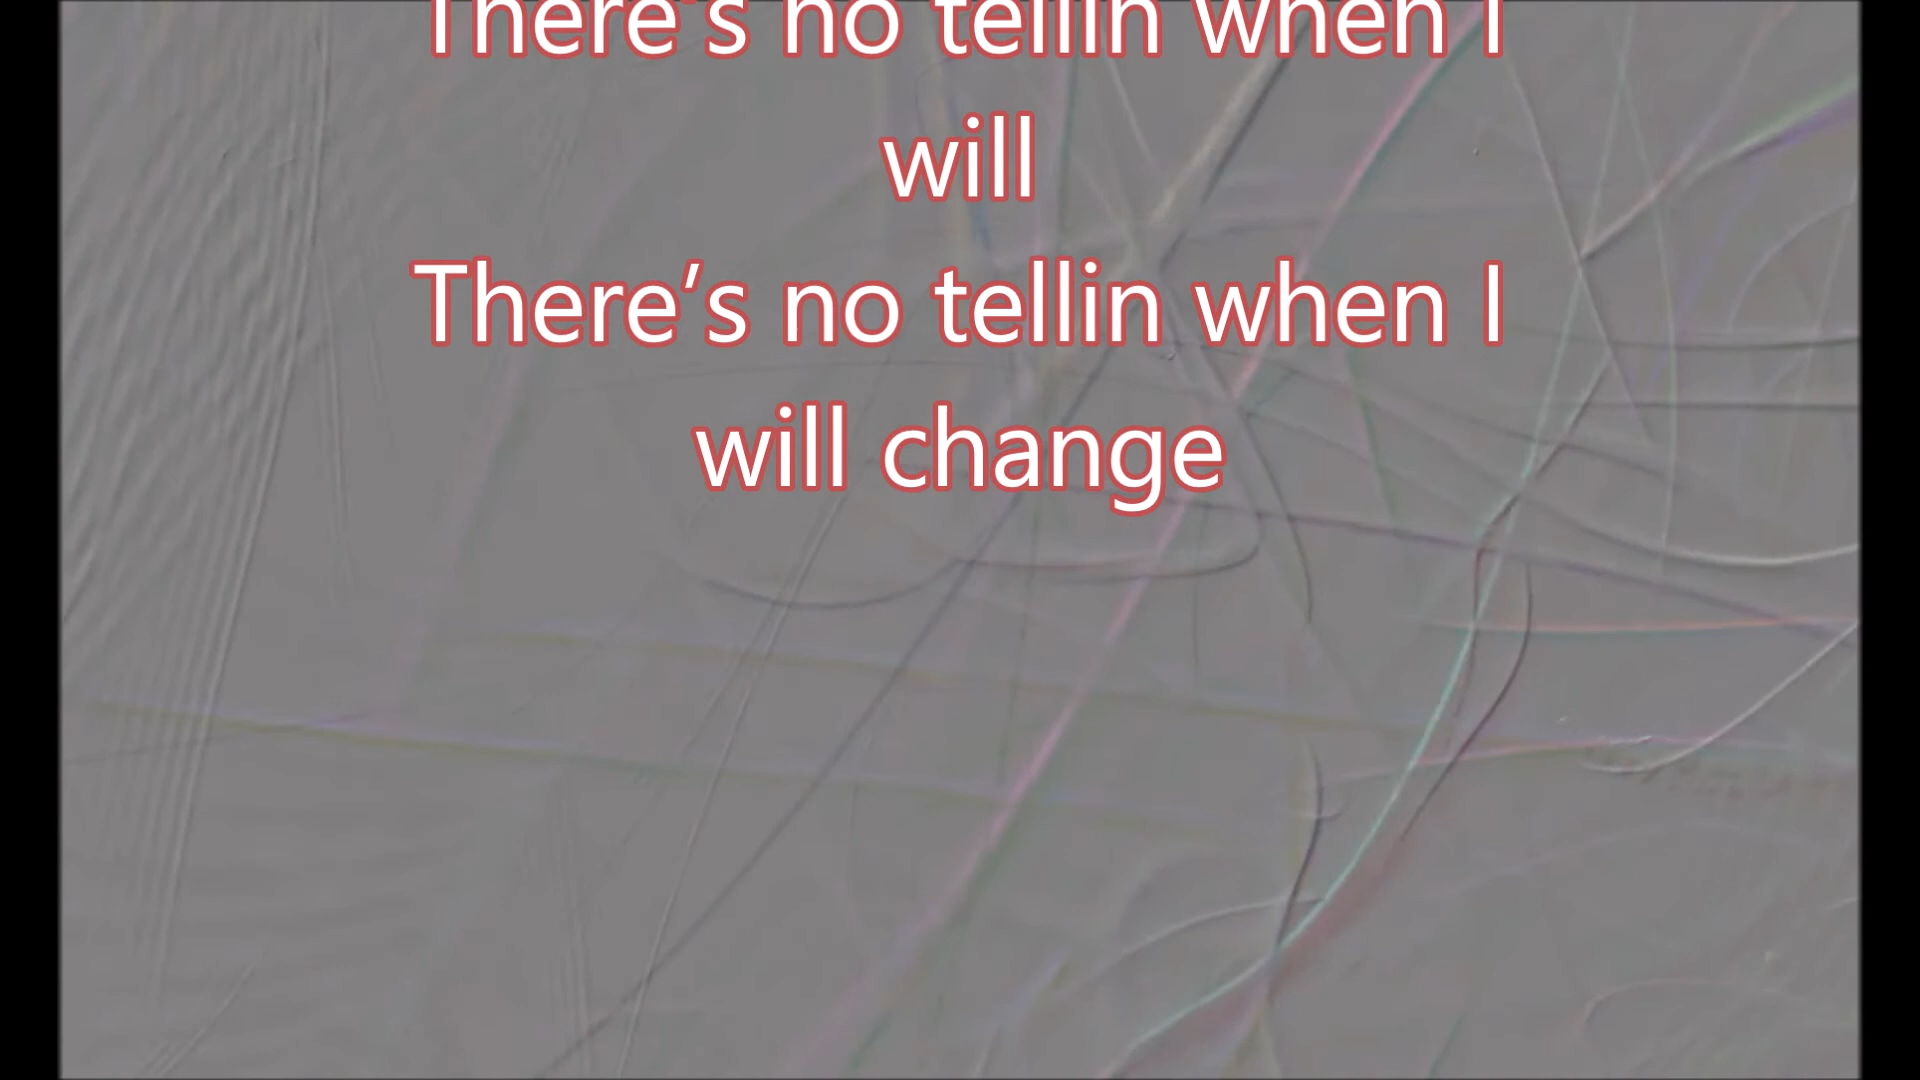 There's no tellin when I
will
There’s no tellin when I
will change